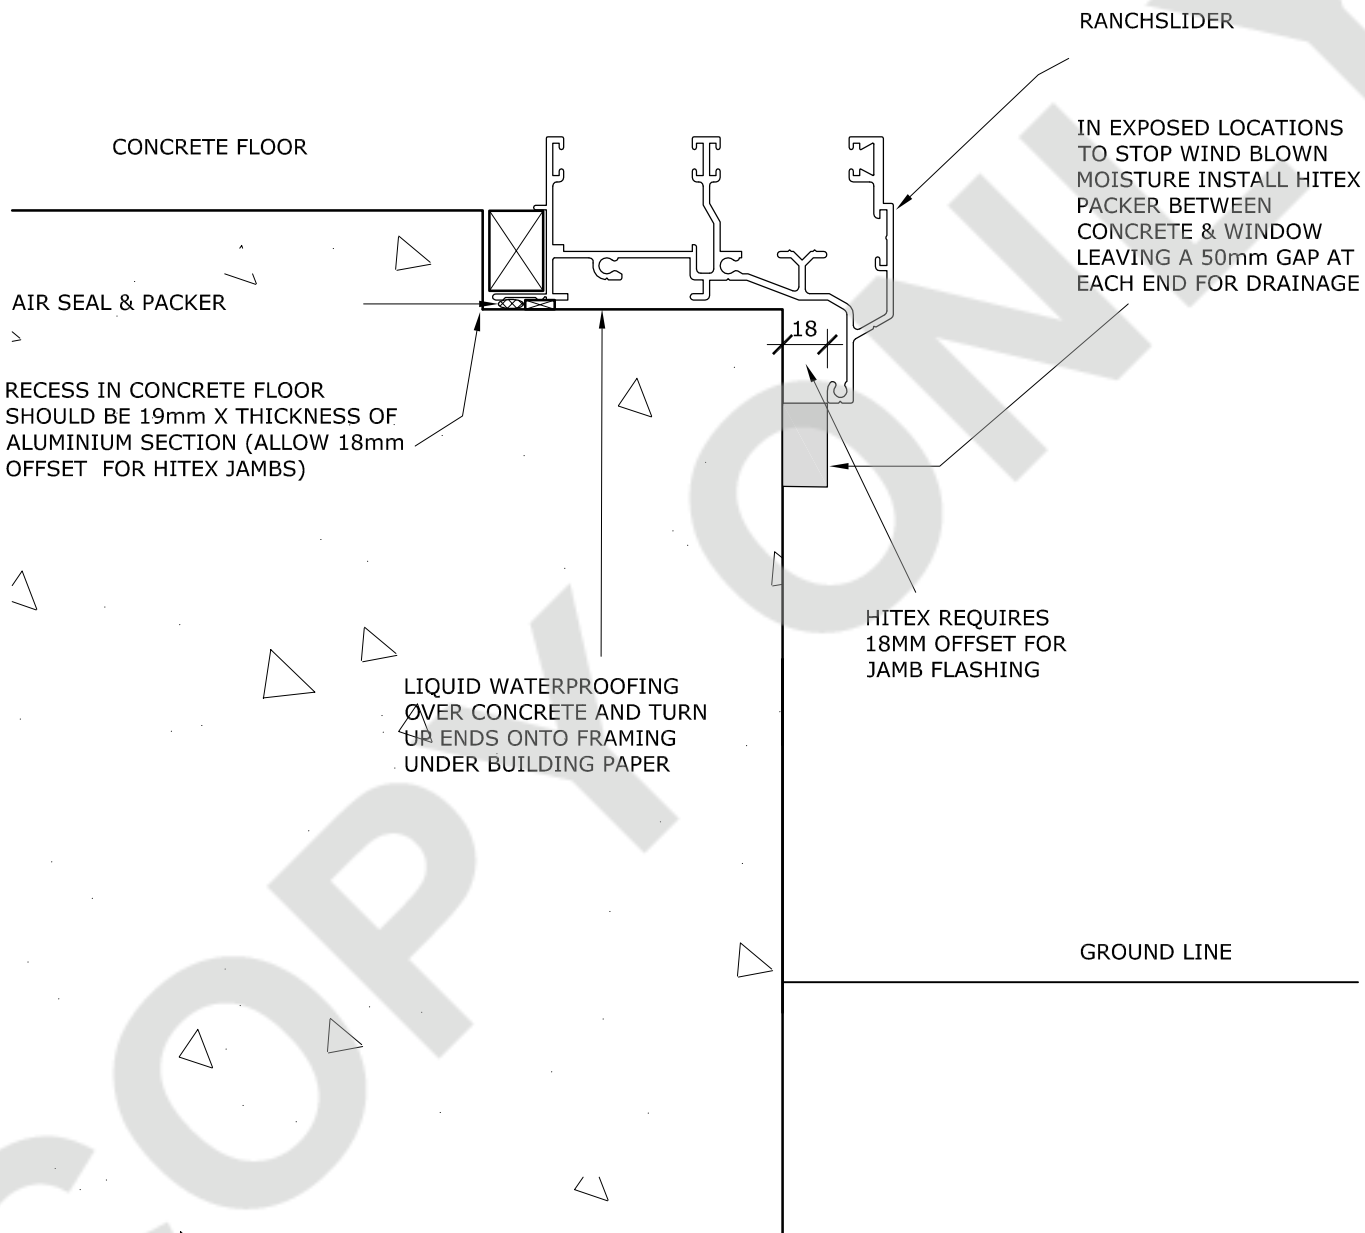 RANCHSLIDER
CONCRETE FLOOR
IN EXPOSED LOCATIONS
TO STOP WIND BLOWN
MOISTURE INSTALL HITEX
PACKER BETWEEN
CONCRETE & WINDOW
LEAVING A 50mm GAP AT
EACH END FOR DRAINAGE
AIR SEAL & PACKER
18
RECESS IN CONCRETE FLOOR
SHOULD BE 19mm X THICKNESS OF
ALUMINIUM SECTION (ALLOW 18mm
OFFSET  FOR HITEX JAMBS)
HITEX REQUIRES
18MM OFFSET FOR
JAMB FLASHING
LIQUID WATERPROOFING
OVER CONCRETE AND TURN
UP ENDS ONTO FRAMING
UNDER BUILDING PAPER
GROUND LINE
COPY ONLY